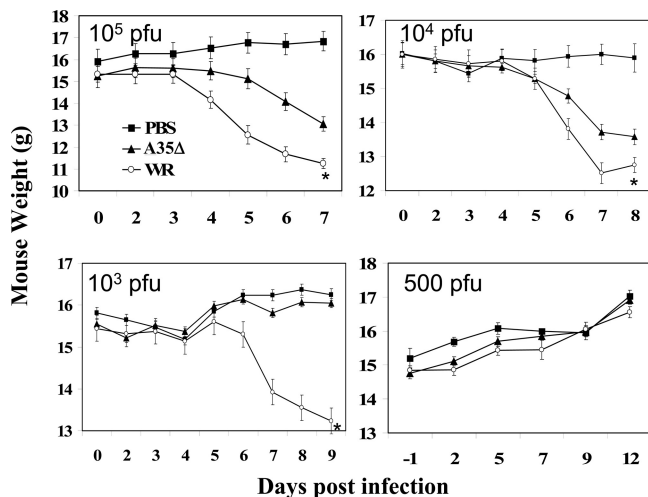 Mouse Weight (g)
10⁵ pfu
18
17
16
15
14
13
12
11
10
PBS
A35Δ
WR
*
0 2 3 4 5 6 7
10⁴ pfu
18
16
14
12
*
0 1 2 3 4 5 6 7 8
10³ pfu
17
16
15
14
13
*
0 2 3 4 5 6 7 8 9
500 pfu
18
17
16
15
14
13
-1 2 5 7 9 12
Days post infection